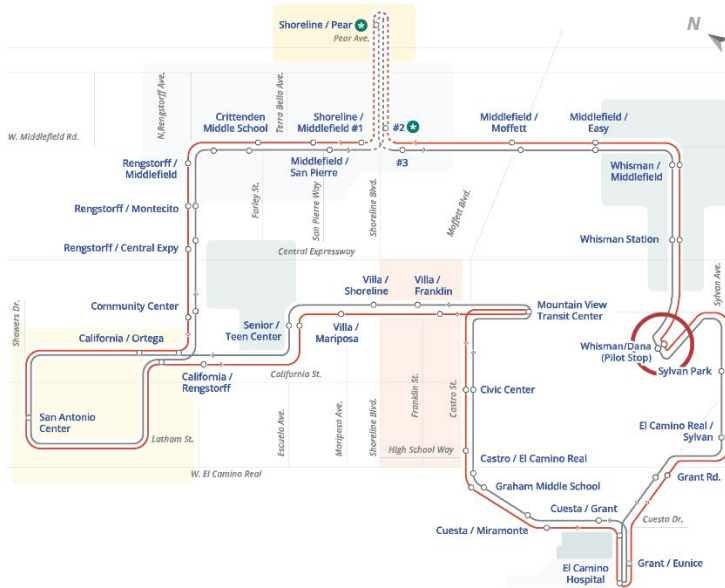 N
Shoreline / Pear *
Pear Ave.
W. Middlefield Rd.
N.Rengstorff Ave.
Terra Bella Ave.
Crittenden
Middle School
Shoreline /
Middlefield #1
#2 *
Middlefield /
Moffett
Middlefield /
Easy
Rengstorff /
Middlefield
Middlefield /
San Pierre
#3
Whisman /
Middlefield
Rengstorff / Montecito
Farley St.
San Pierre Way
Shoreline Blvd.
Moffett Blvd.
Rengstorff / Central Expy
Central Expressway
Whisman Station
Sylvan Ave.
Showers Dr.
Community Center
Villa /
Shoreline
Villa /
Franklin
Mountain View
Transit Center
California / Ortega
Senior /
Teen Center
Villa /
Mariposa
Whisman/Dana
(Pilot Stop)
Sylvan Park
California /
Rengstorff
California St.
San Antonio
Center
Latham St.
Escuela Ave.
Mariposa Ave.
Shoreline Blvd.
Franklin St.
Castro St.
Civic Center
El Camino Real /
Sylvan
High School Way
W. El Camino Real
Castro / El Camino Real
Grant Rd.
Graham Middle School
Cuesta / Grant
Cuesta Dr.
Cuesta / Miramonte
El Camino
Hospital
Grant / Eunice